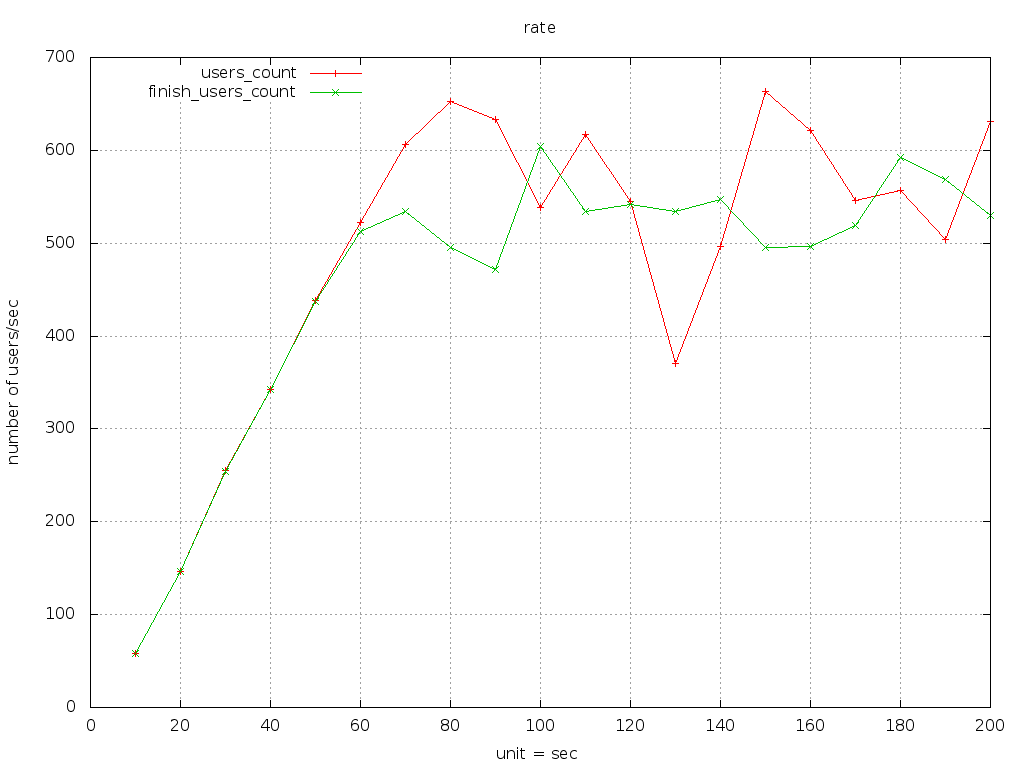 rate
users_count
finish_users_count
700
600
500
400
300
200
100
0
number of users/sec
0 20 40 60 80 100 120 140 160 180 200
unit = sec